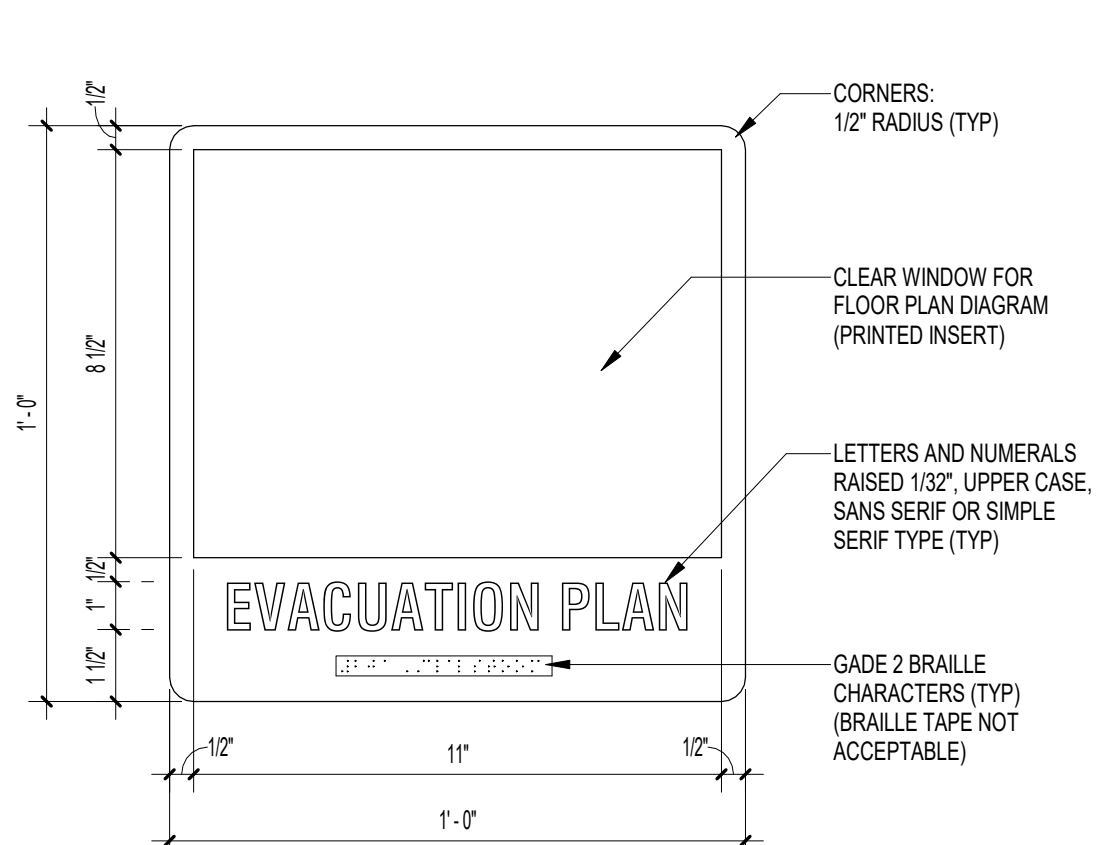 1/2"
CORNERS:
1/2" RADIUS (TYP)
CLEAR WINDOW FOR
FLOOR PLAN DIAGRAM
(PRINTED INSERT)
8 1/2"
1' - 0"
LETTERS AND NUMERALS
RAISED 1/32", UPPER CASE,
SANS SERIF OR SIMPLE
SERIF TYPE (TYP)
1/2"
1"
EVACUATION PLAN
1 1/2"
GADE 2 BRAILLE
CHARACTERS (TYP)
(BRAILLE TAPE NOT
ACCEPTABLE)
1/2"
11"
1/2"
1' - 0"